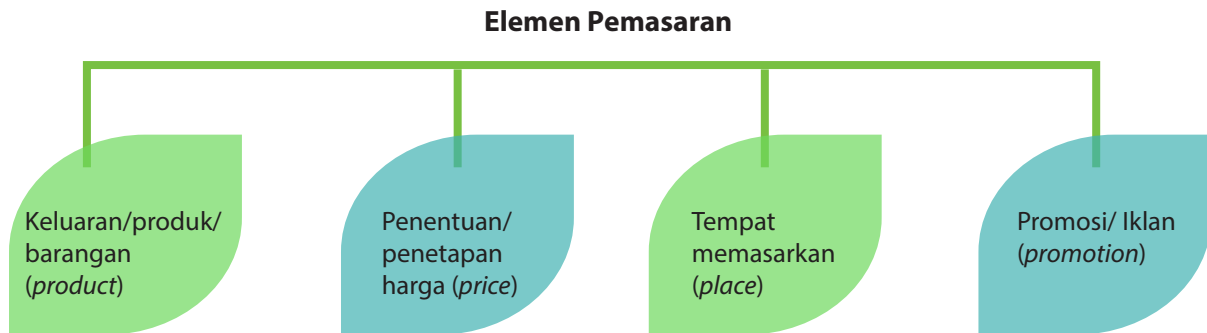 Elemen Pemasaran
Keluaran/produk/
barangan
(product)
Penentuan/
penetapan
harga (price)
Tempat
memasarkan
(place)
Promosi/ Iklan
(promotion)